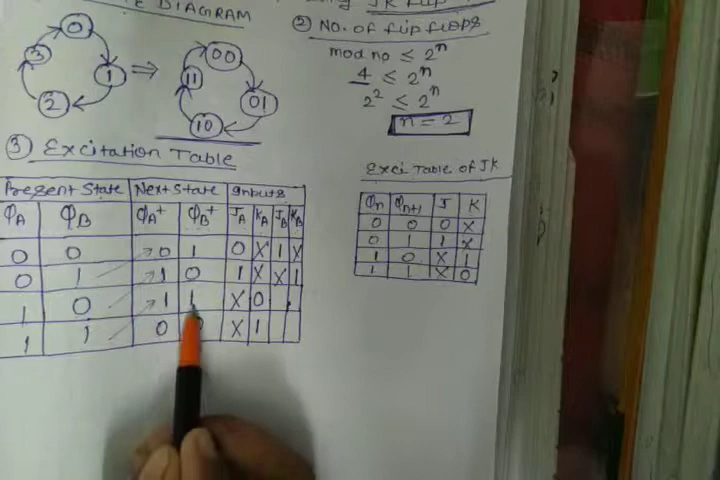 DIAGRAM
JK
② NO. of flip flops
mod no ≤ 2ⁿ
4 ≤ 2ⁿ
2² ≤ 2ⁿ
n = 2
0
3 1 ⇒
2
00
11 01
10
③ Excitation Table
Present State Next State Inputs
QA QB QA+ QB+ JA KA JB KB
0 0 0 1 0 X 1 X
0 1 1 0 1 X X 1
1 0 1 1 X 0
1 1 0 X 1
Exci Table of JK
Qn Qn+1 J K
0 0 0 X
0 1 1 X
1 0 X 1
1 1 X 0